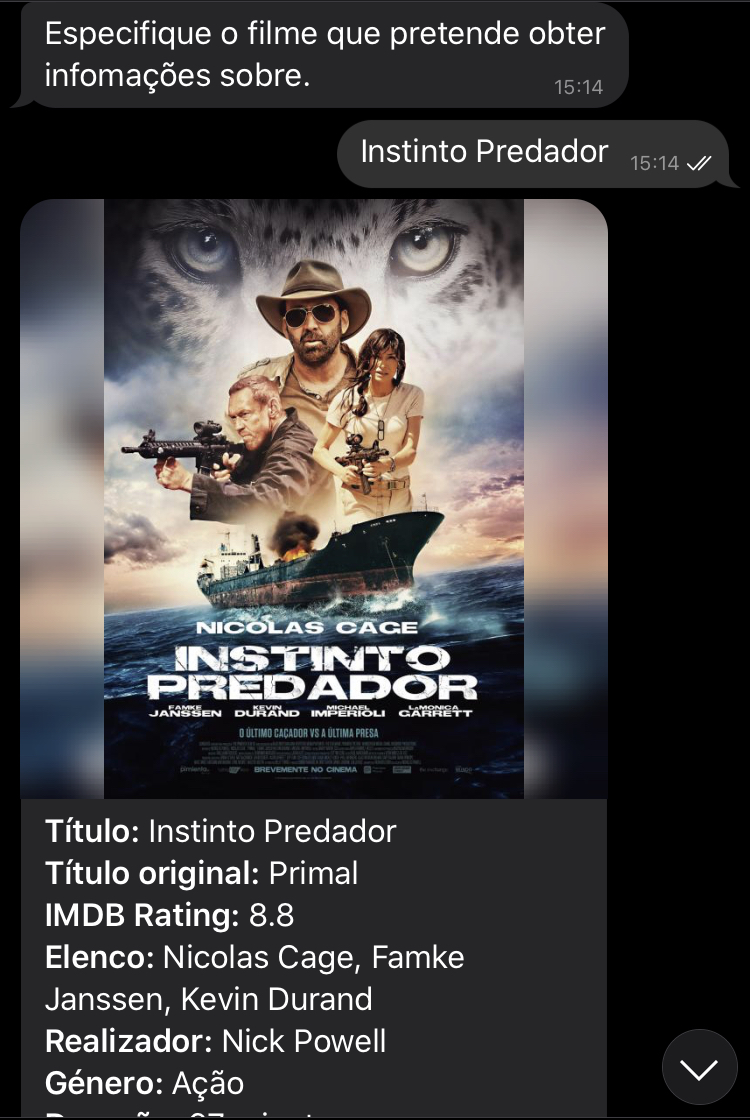 Especifique o filme que pretende obter
infomações sobre.
15:14
Instinto Predador
15:14
NICOLAS CAGE
INSTINTO
PREDADOR
FAMKE JANSSEN KEVIN DURAND MICHAEL IMPERIOLI LaMONICA GARRETT
O ÚLTIMO CAÇADOR VS A ÚLTIMA PRESA
BREVEMENTE NO CINEMA
Título: Instinto Predador
Título original: Primal
IMDB Rating: 8.8
Elenco: Nicolas Cage, Famke
Janssen, Kevin Durand
Realizador: Nick Powell
Género: Ação